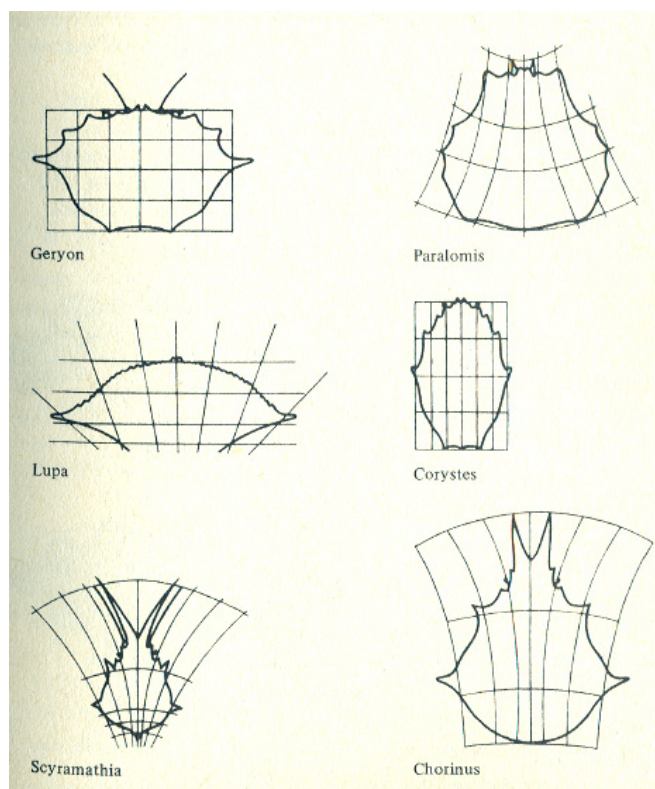 Geryon
Paralomis
Lupa
Corystes
Scyramathia
Chorinus